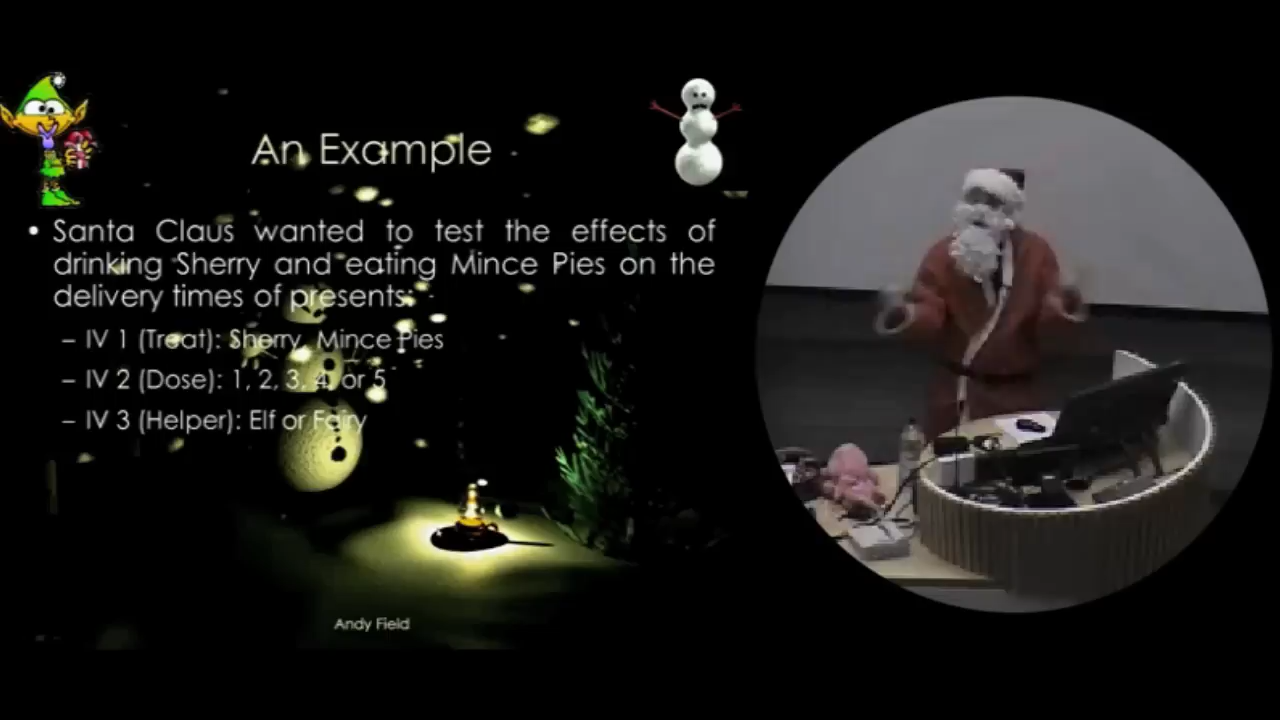 An Example
• Santa Claus wanted to test the effects of
drinking Sherry and eating Mince Pies on the
delivery times of presents:
– IV 1 (Treat): Sherry, Mince Pies
– IV 2 (Dose): 1, 2, 3, 4, or 5
– IV 3 (Helper): Elf or Fairy
Andy Field